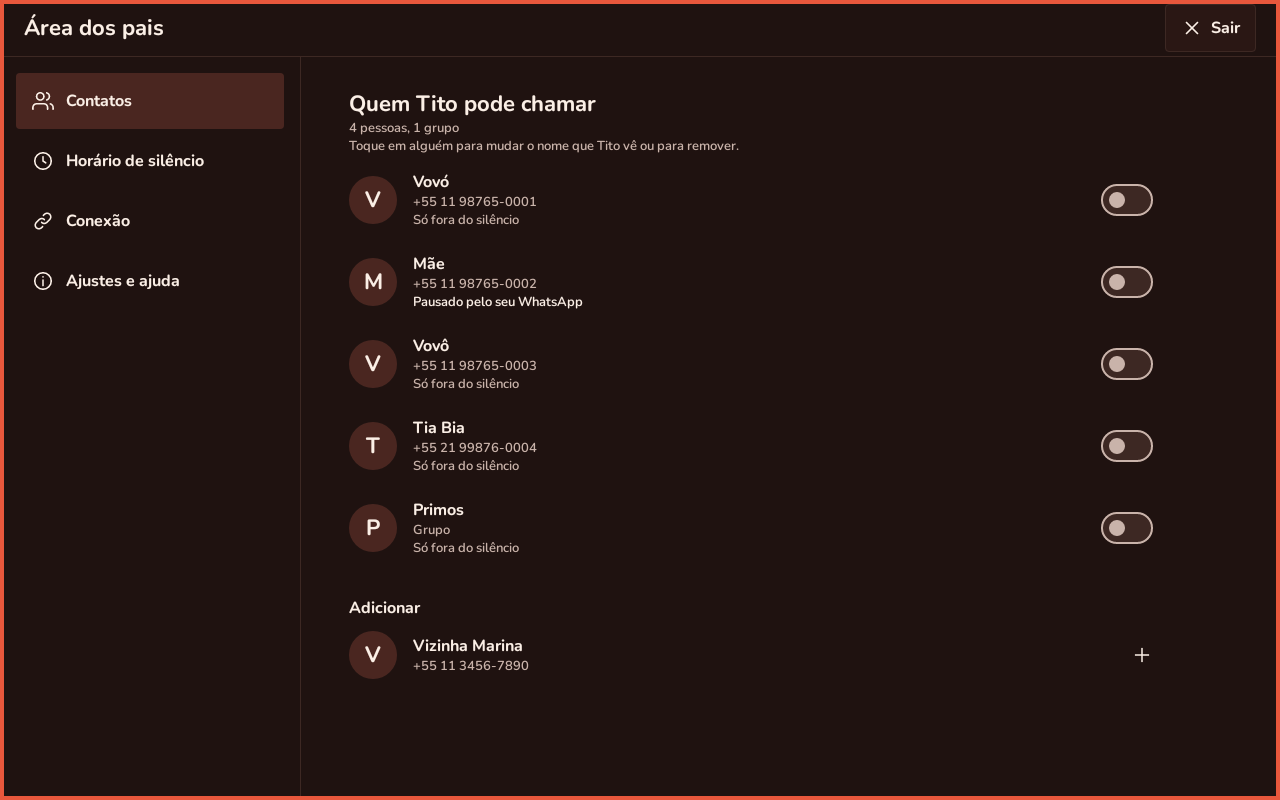 Área dos pais
Sair
Contatos
Horário de silêncio
Conexão
Ajustes e ajuda
Quem Tito pode chamar
4 pessoas, 1 grupo
Toque em alguém para mudar o nome que Tito vê ou para remover.
V
Vovó
+55 11 98765-0001
Só fora do silêncio
M
Mãe
+55 11 98765-0002
Pausado pelo seu WhatsApp
V
Vovô
+55 11 98765-0003
Só fora do silêncio
T
Tia Bia
+55 21 99876-0004
Só fora do silêncio
P
Primos
Grupo
Só fora do silêncio
Adicionar
V
Vizinha Marina
+55 11 3456-7890